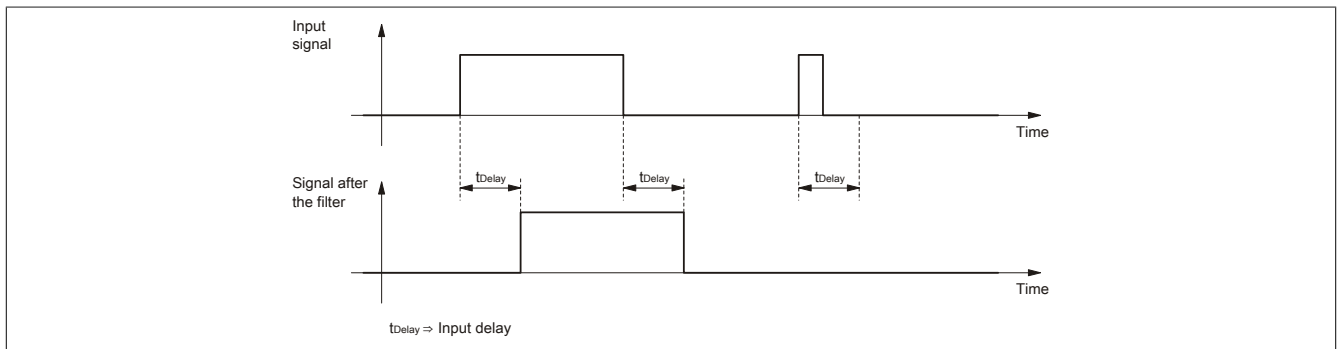 Input
signal
Time
tDelay
tDelay
tDelay
Signal after
the filter
Time
tDelay ⇒ Input delay